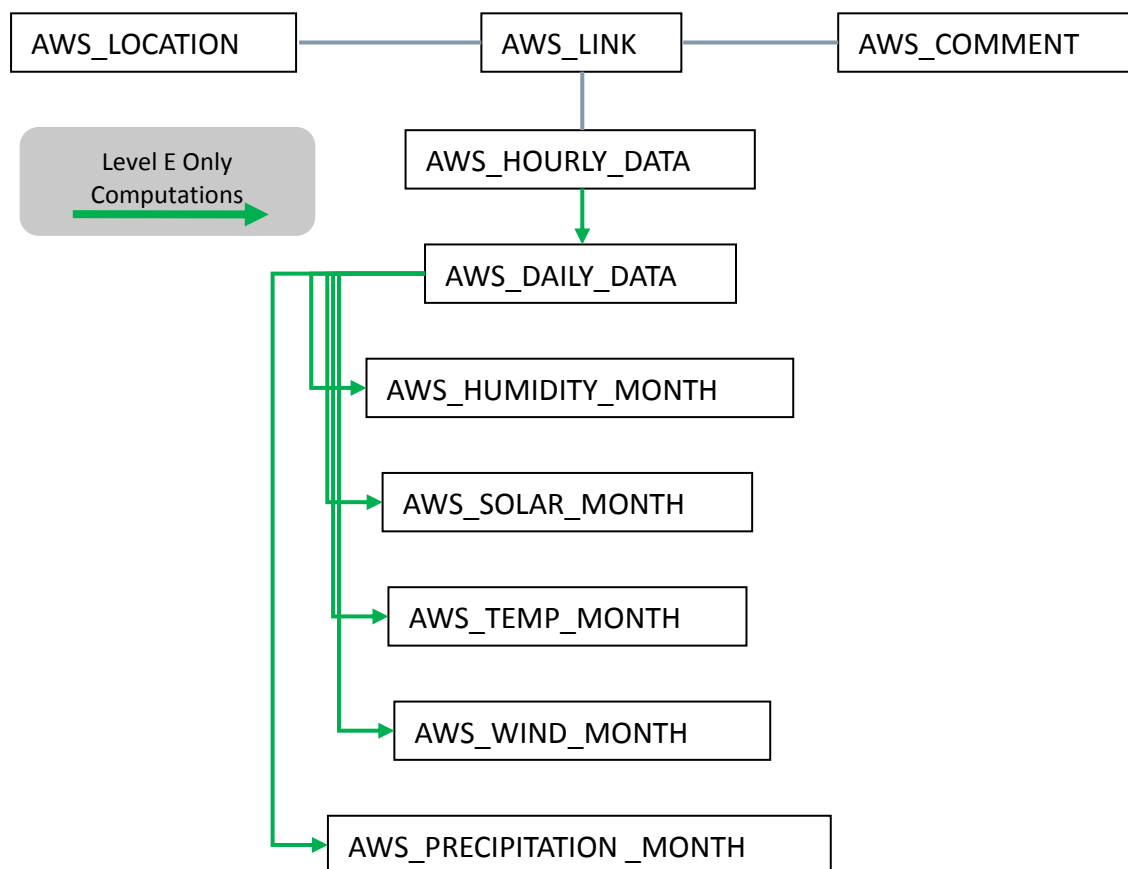 AWS_LOCATION
AWS_LINK
AWS_COMMENT
Level E Only
Computations
AWS_HOURLY_DATA
AWS_DAILY_DATA
AWS_HUMIDITY_MONTH
AWS_SOLAR_MONTH
AWS_TEMP_MONTH
AWS_WIND_MONTH
AWS_PRECIPITATION _MONTH